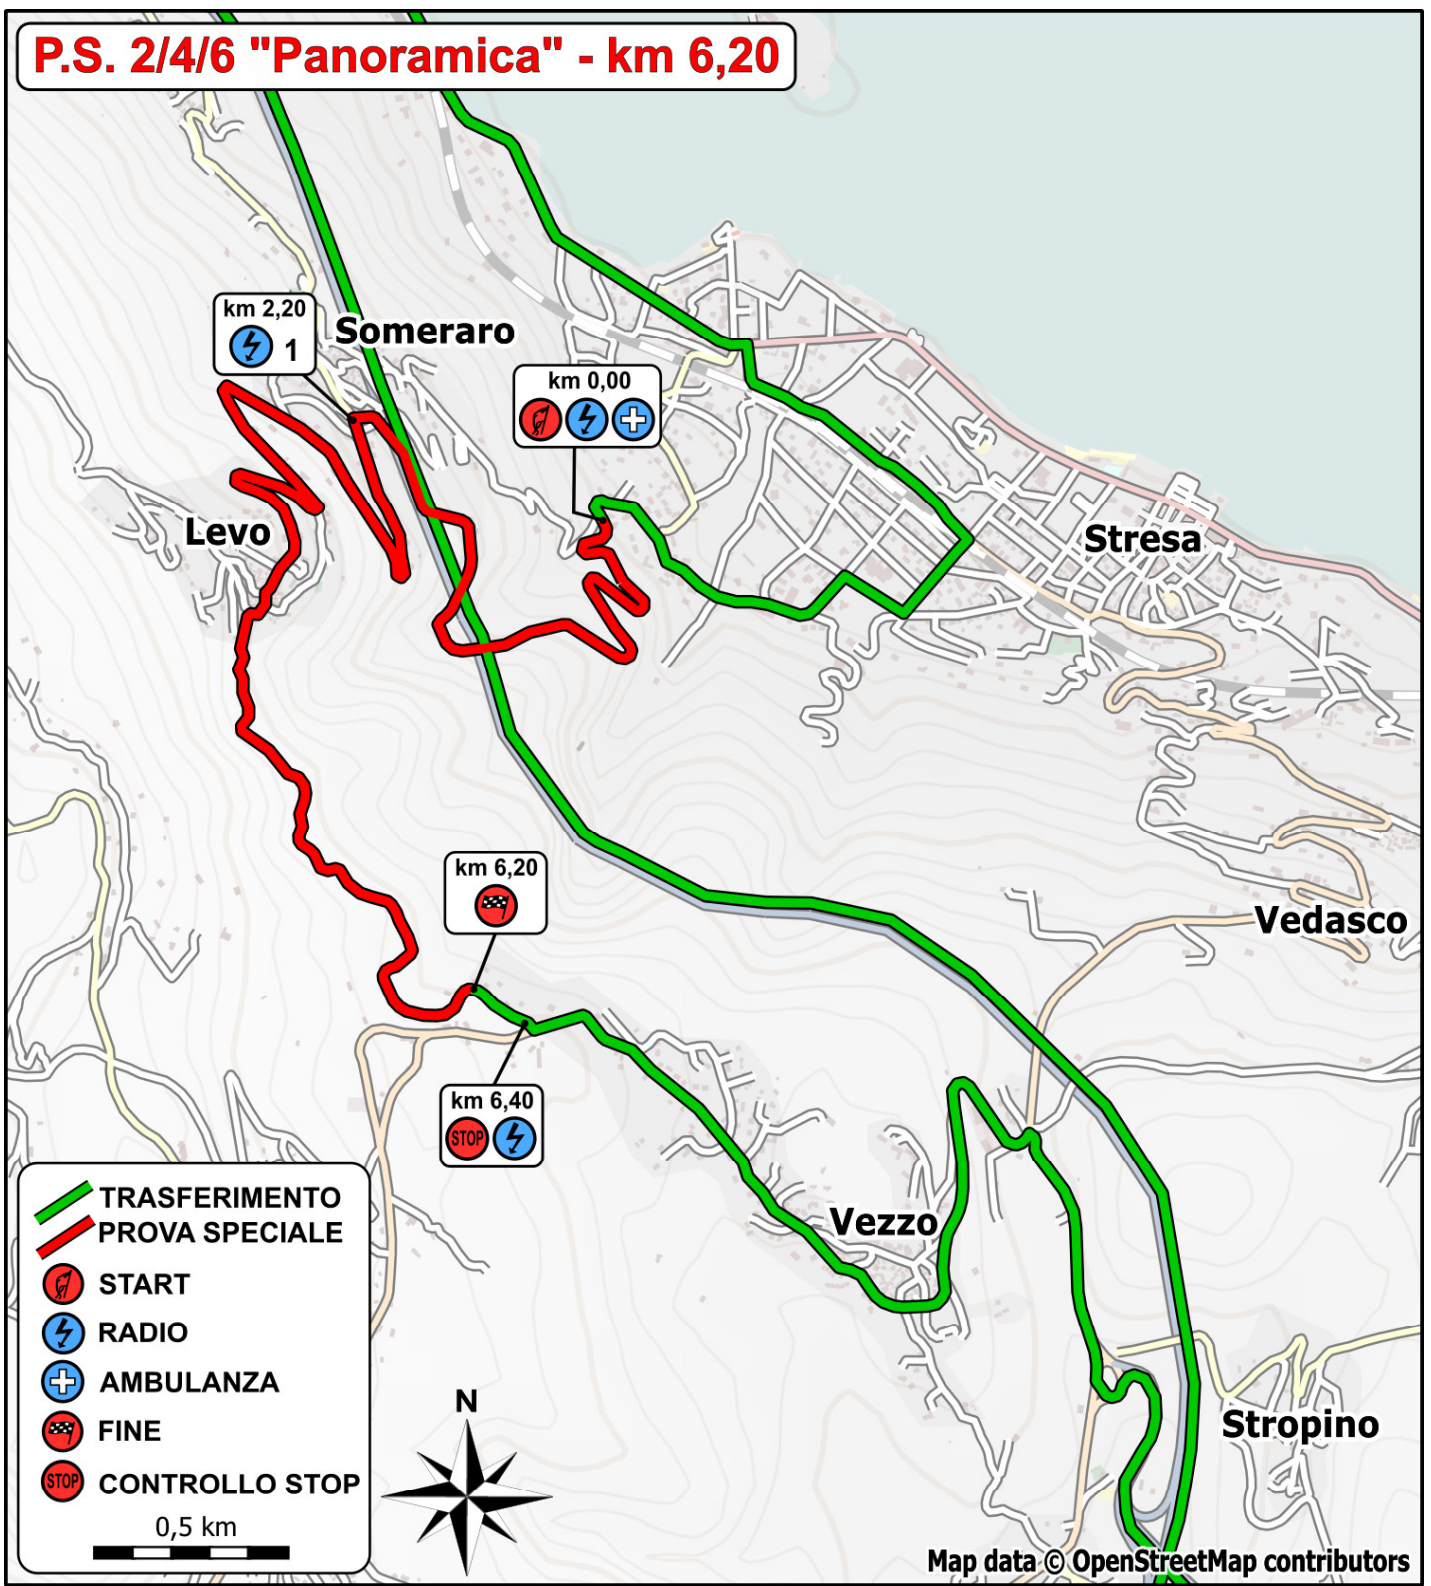 P.S. 2/4/6 "Panoramica" - km 6,20
km 2,20
1
Someraro
km 0,00
Levo
Stresa
km 6,20
Vedasco
km 6,40
STOP
Vezzo
TRASFERIMENTO
PROVA SPECIALE
START
RADIO
AMBULANZA
FINE
STOP CONTROLLO STOP
0,5 km
N
Stropino
Map data © OpenStreetMap contributors